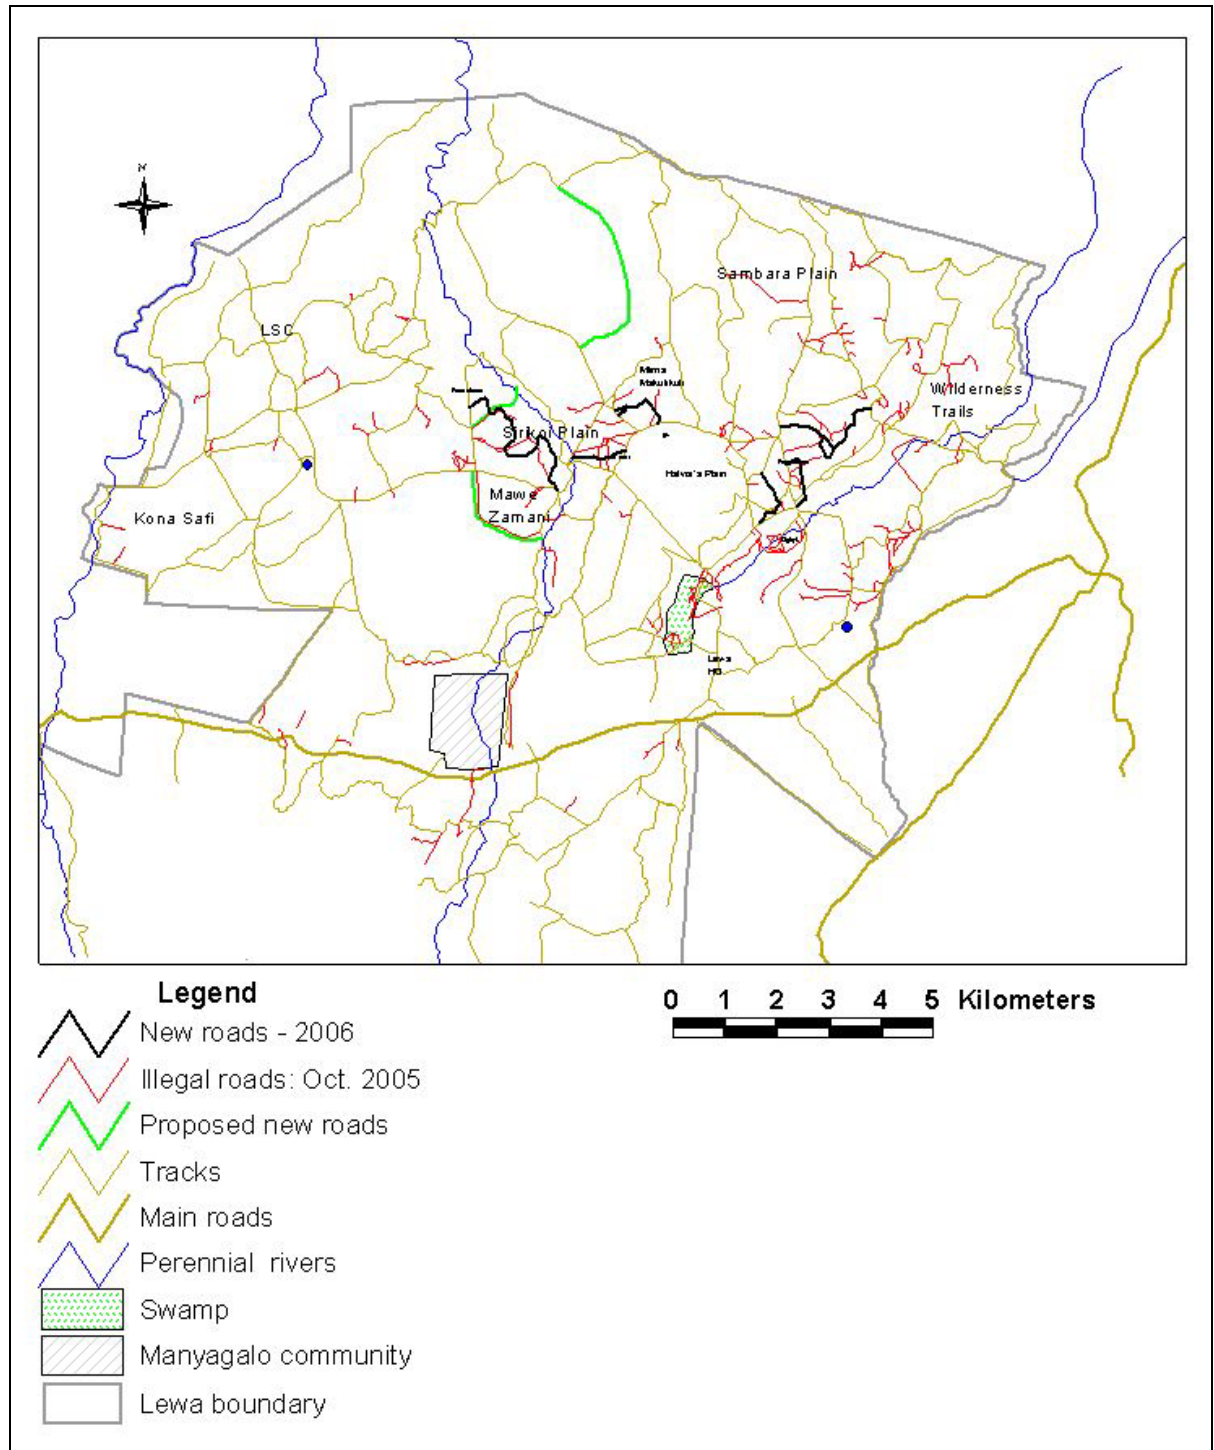 N
Sambara Plain
LSC
Wilderness
Trails
Sirikoi Plain
Mawe
Zamani
Kona Safi
Legend
0 1 2 3 4 5 Kilometers
New roads - 2006
Illegal roads: Oct. 2005
Proposed new roads
Tracks
Main roads
Perennial rivers
Swamp
Manyagalo community
Lewa boundary